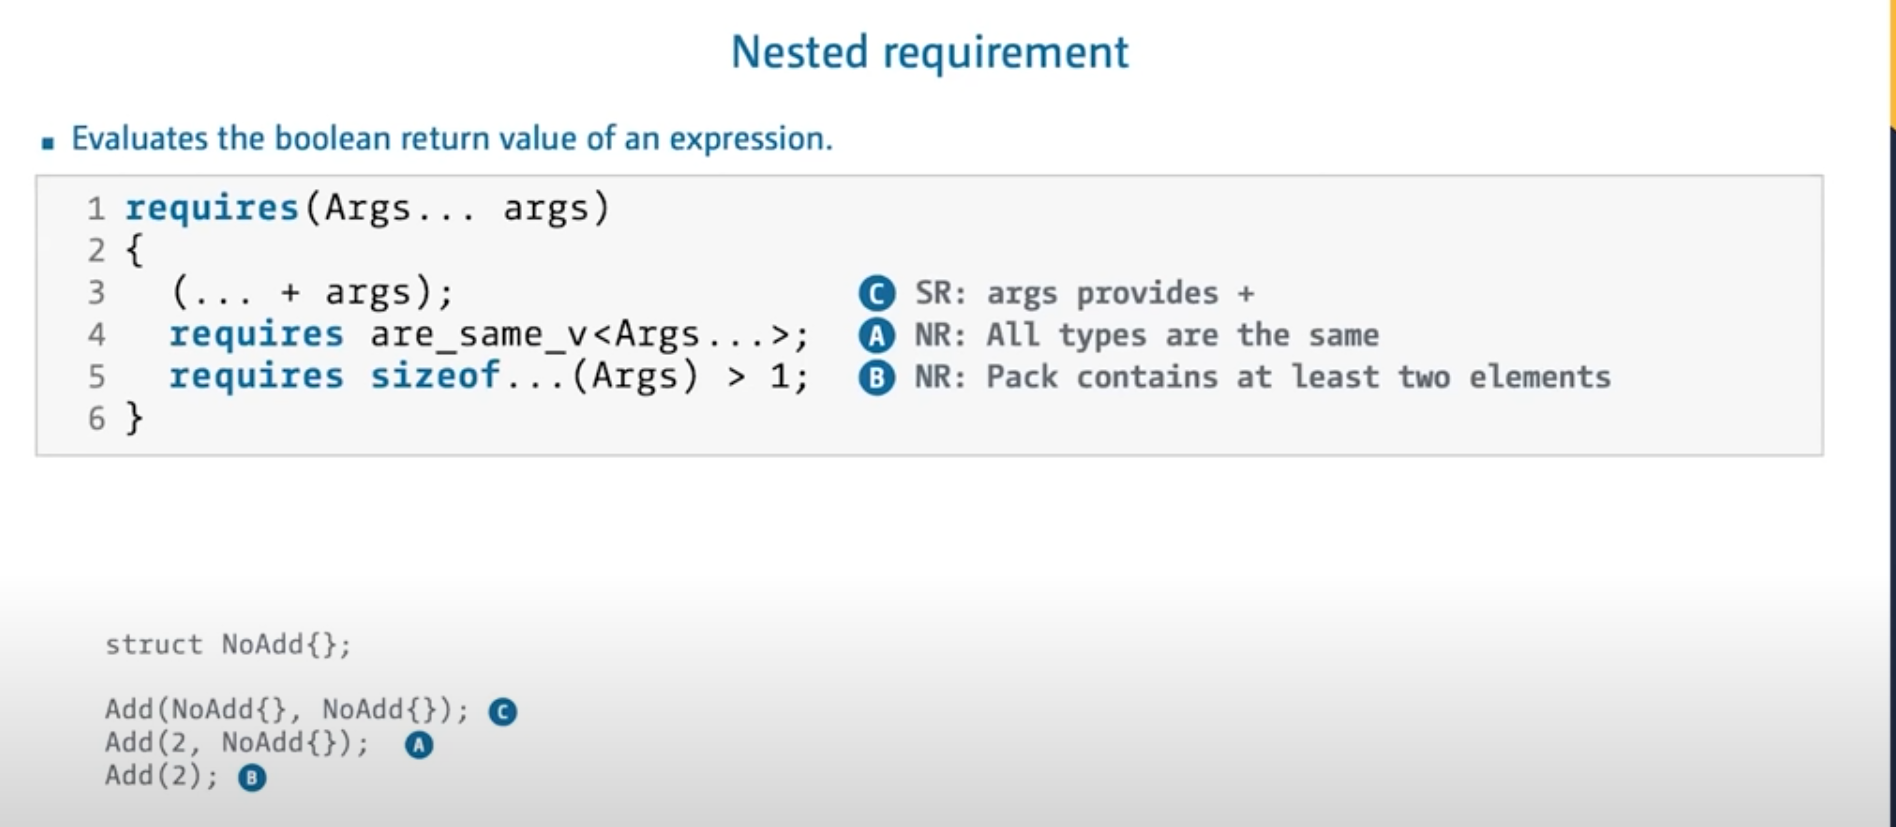 Nested requirement
▪ Evaluates the boolean return value of an expression.
1 requires(Args... args)
2 {
3   (... + args);   C SR: args provides +
4   requires are_same_v<Args...>;   A NR: All types are the same
5   requires sizeof...(Args) > 1;   B NR: Pack contains at least two elements
6 }
struct NoAdd{};
Add(NoAdd{}, NoAdd{}); C
Add(2, NoAdd{}); A
Add(2); B